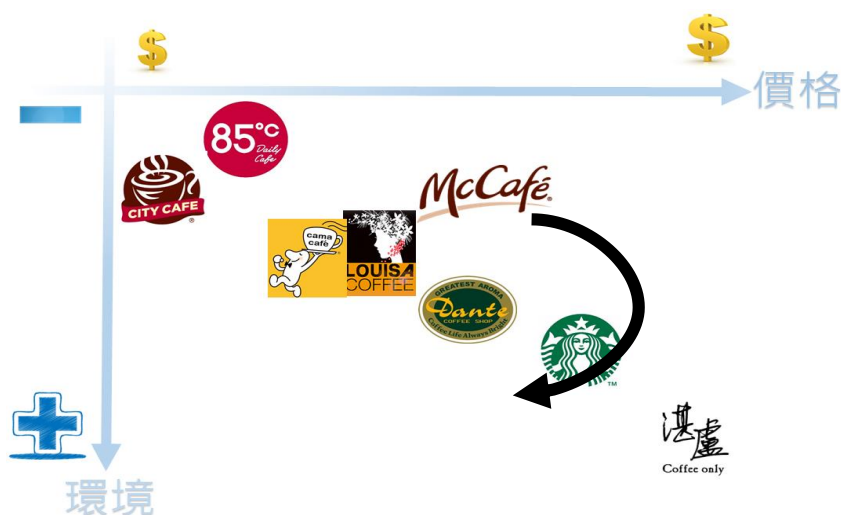 $
$
價格
85°C
Daily
Cafe
CITY CAFE
®
McCafé®
cama
café
LOUISA
COFFEE
GREATEST AROMA
Dante
COFFEE SHOP
Coffee Life Always Bright
TM
湛盧
Coffee only
環境